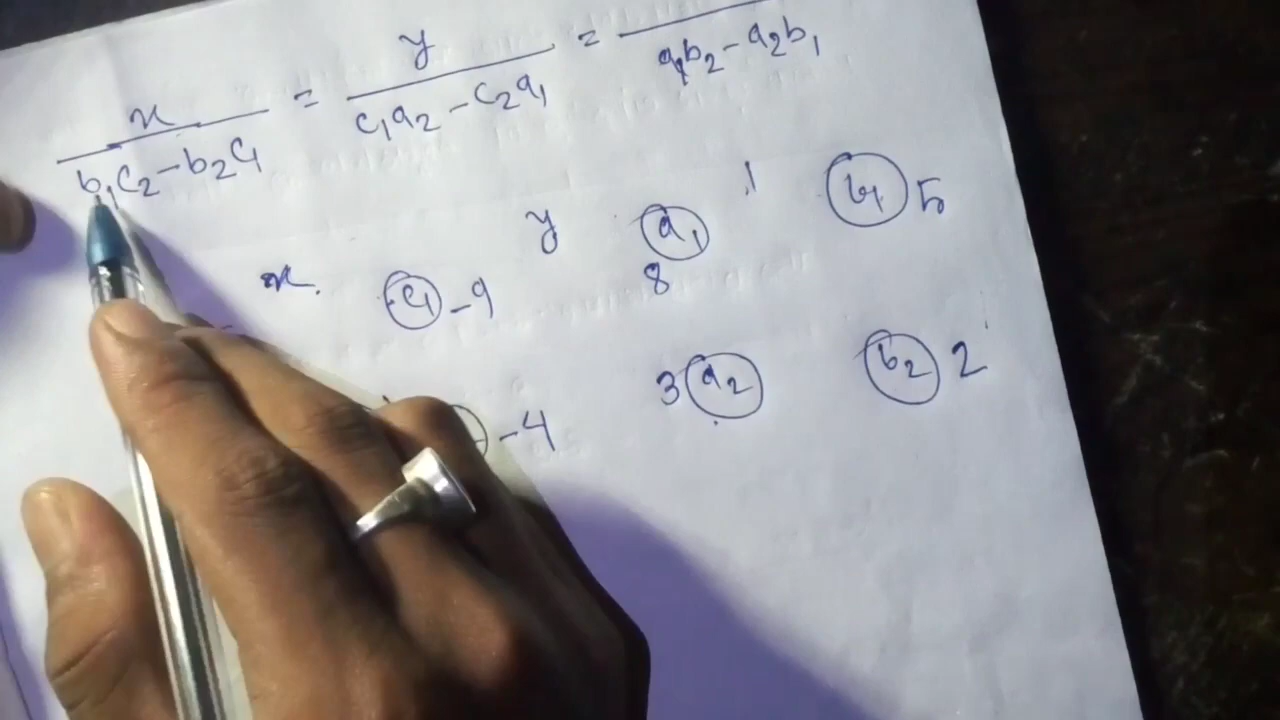 x/(b₁c₂-b₂c₁) = y/(c₁a₂-c₂a₁) = /(a₁b₂-a₂b₁)
x y 1
c₁ -9 a₁ 8 b₁ 5
-4 3 a₂ b₂ 2